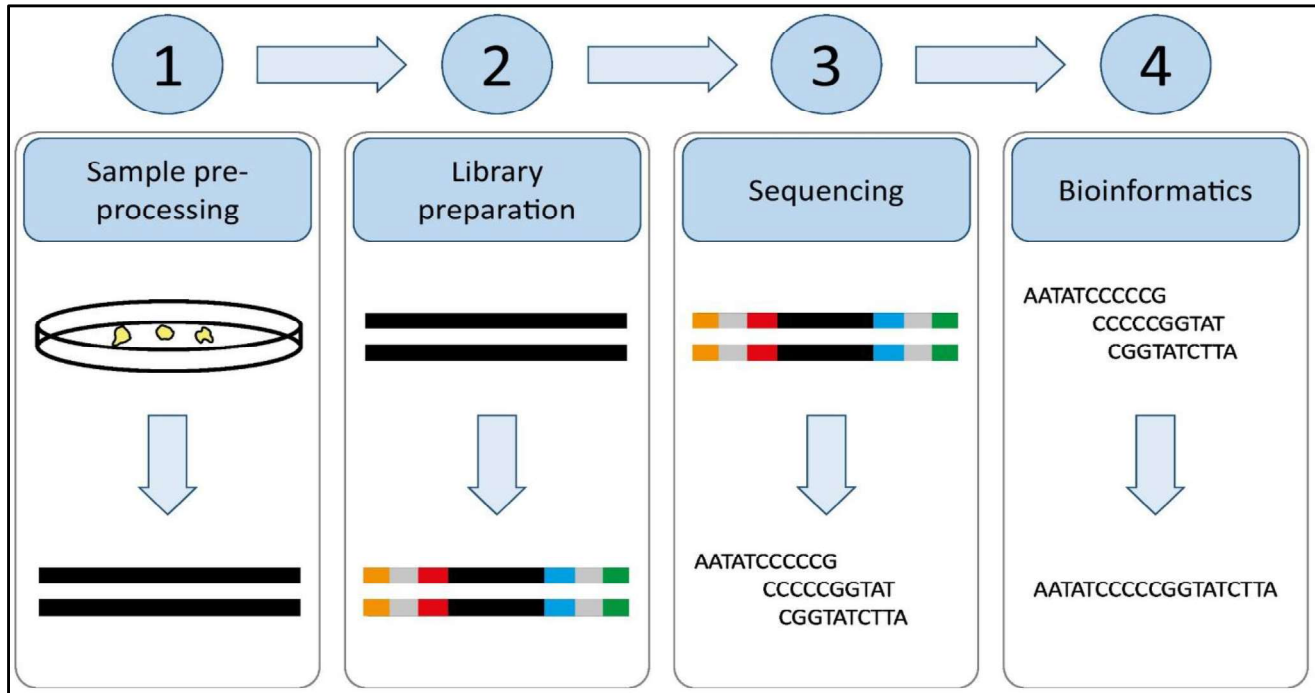 1
2
3
4
Sample pre-
processing
Library
preparation
Sequencing
Bioinformatics
AATATCCCCCG
CCCCCGGTAT
CGGTATCTTA
AATATCCCCCG
CCCCCGGTAT
CGGTATCTTA
AATATCCCCCGGTATCTTA